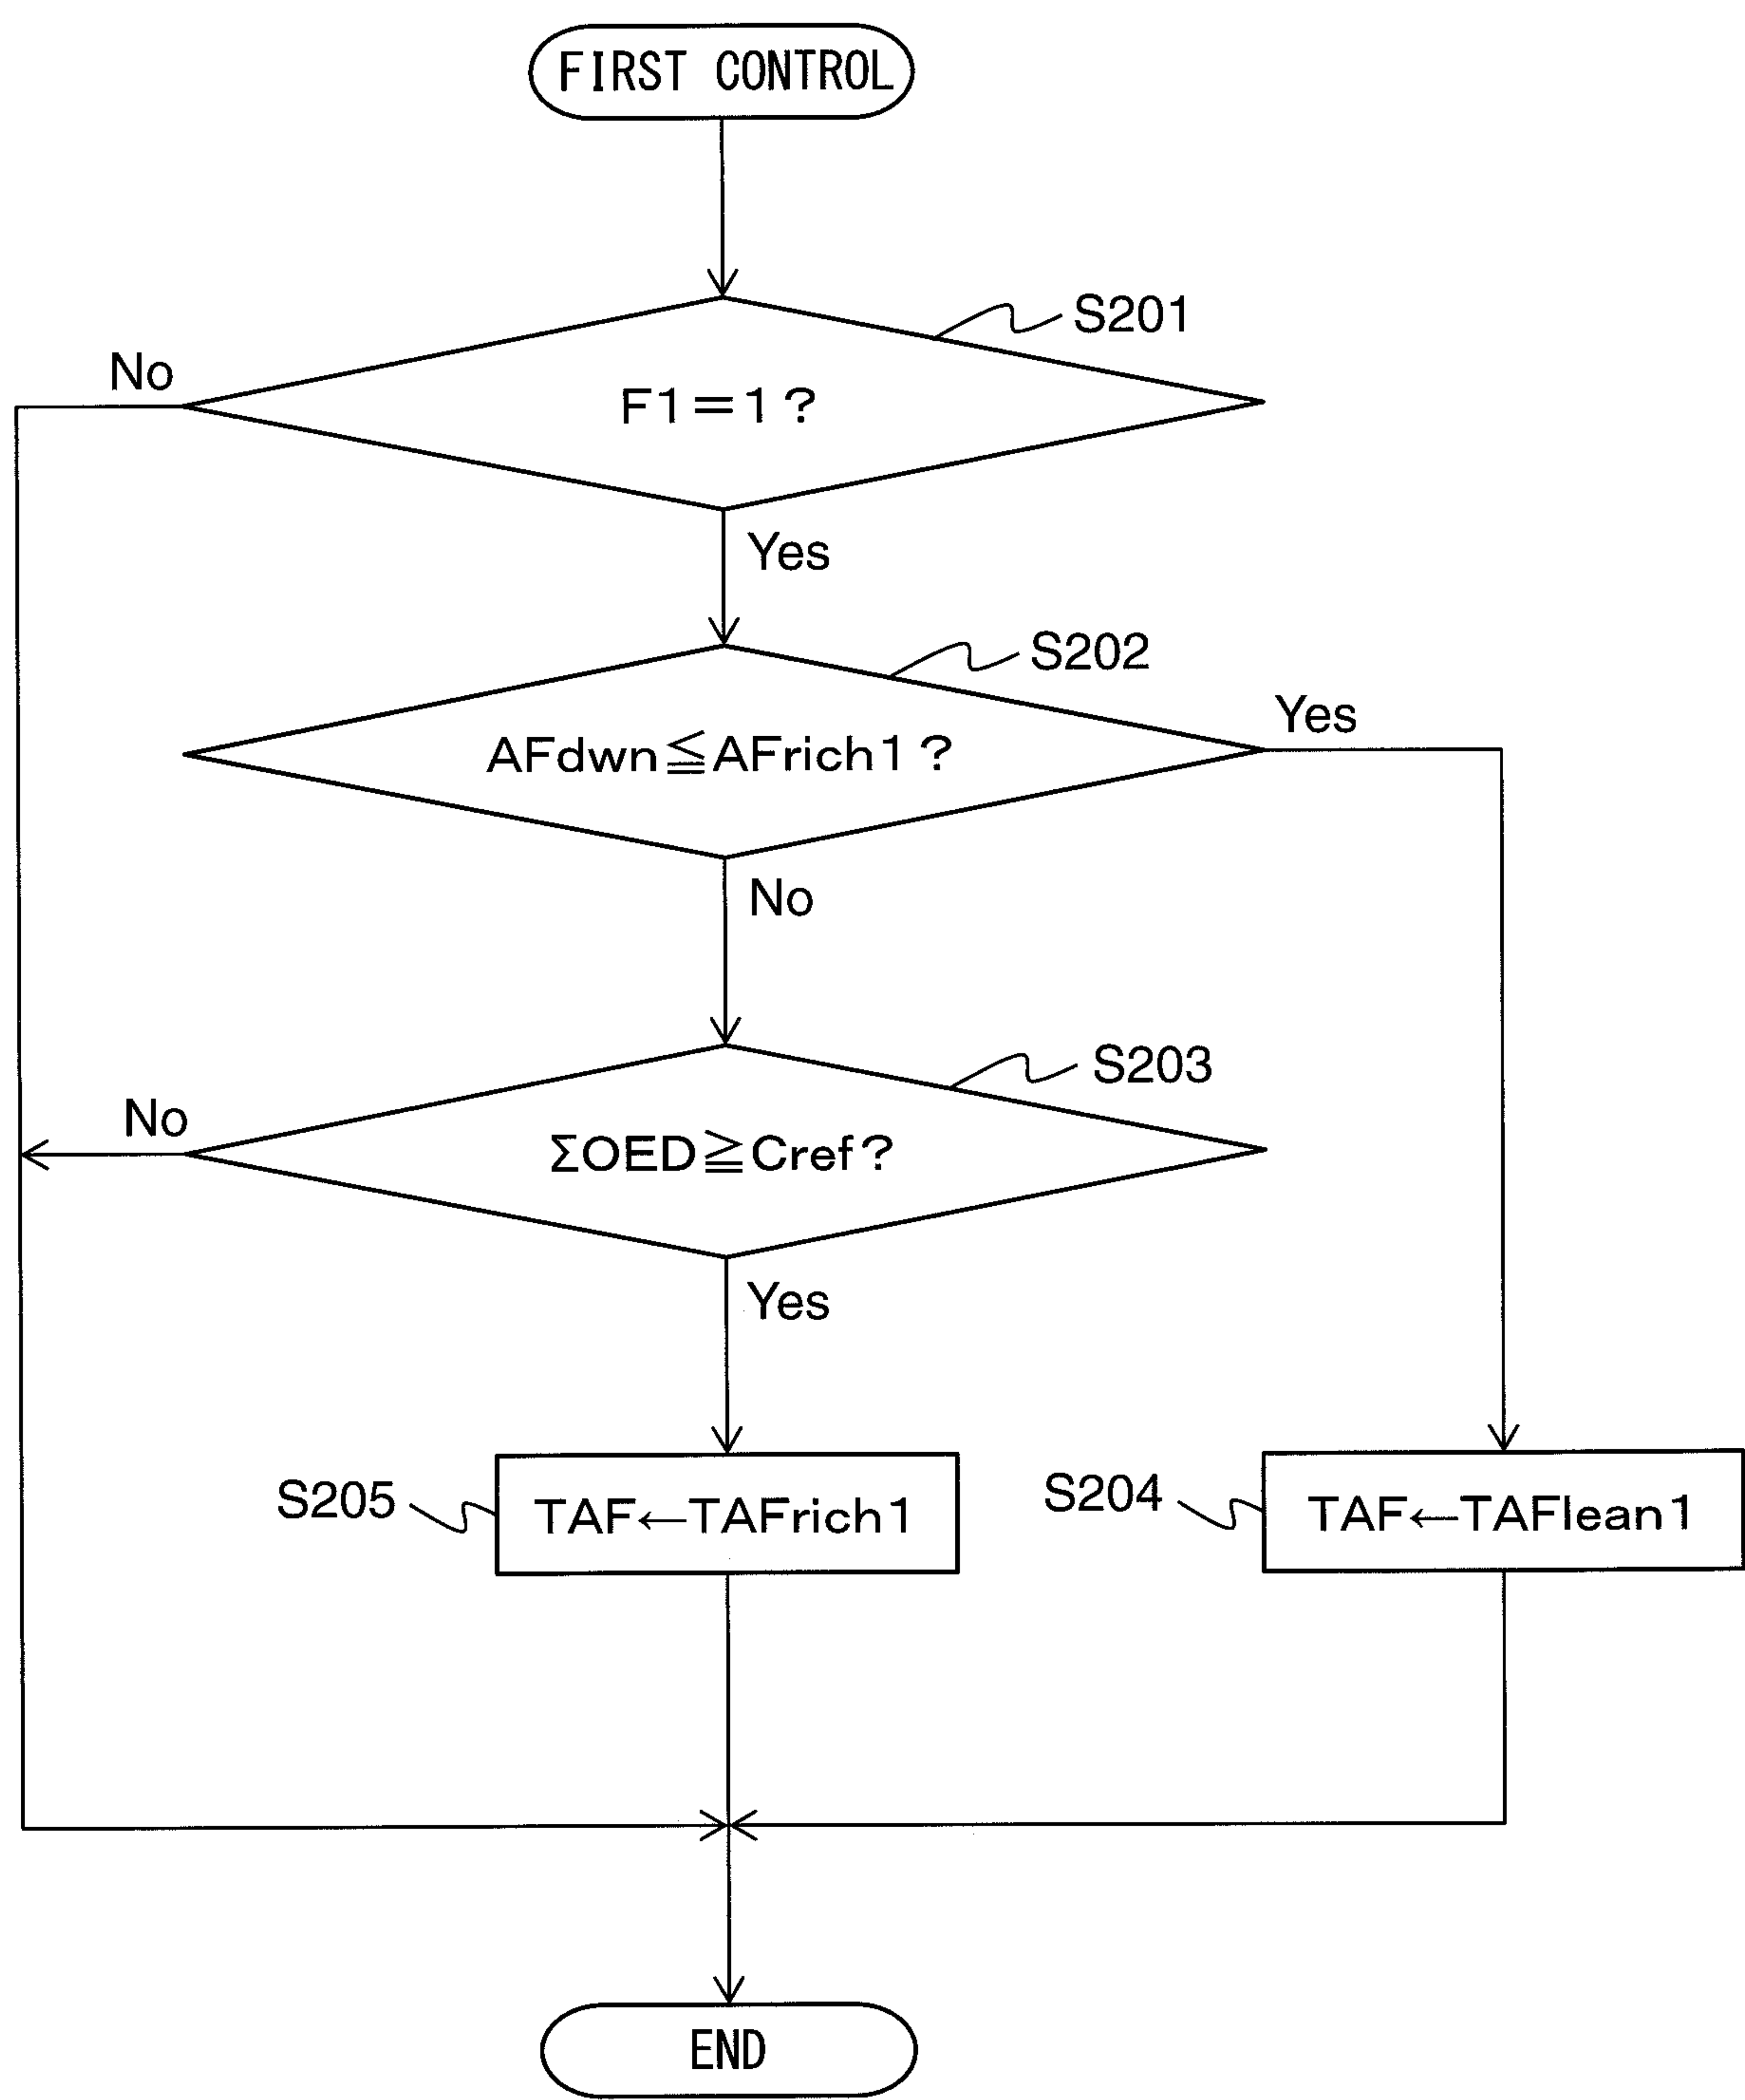 FIRST CONTROL
S201
No
F1=1?
Yes
S202
Yes
AFdwn≦AFrich1?
No
S203
No
ΣOED≧Cref?
Yes
S205
TAF←TAFrich1
S204
TAF←TAFlean1
END